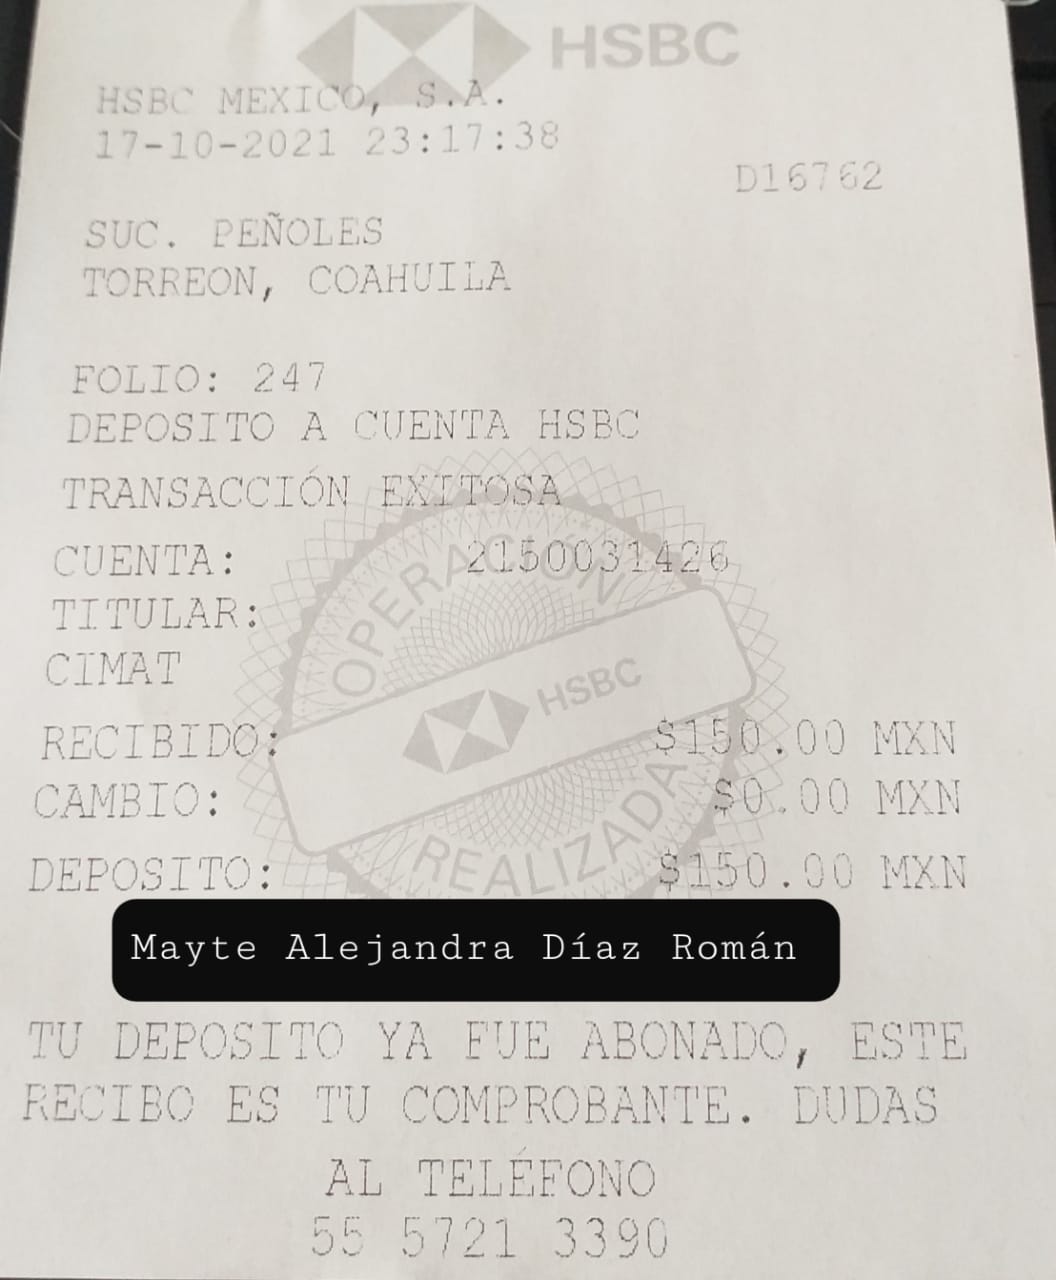 HSBC
HSBC MEXICO, S.A.
17-10-2021 23:17:38
D16762
SUC. PEÑOLES
TORREON, COAHUILA
FOLIO: 247
DEPOSITO A CUENTA HSBC
TRANSACCIÓN EXITOSA
CUENTA: 2150031426
TITULAR:
CIMAT
OPERACIÓN
HSBC
REALIZADA
RECIBIDO: $150.00 MXN
CAMBIO: $0.00 MXN
DEPOSITO: $150.00 MXN
Mayte Alejandra Díaz Román
TU DEPOSITO YA FUE ABONADO, ESTE
RECIBO ES TU COMPROBANTE. DUDAS
AL TELÉFONO
55 5721 3390